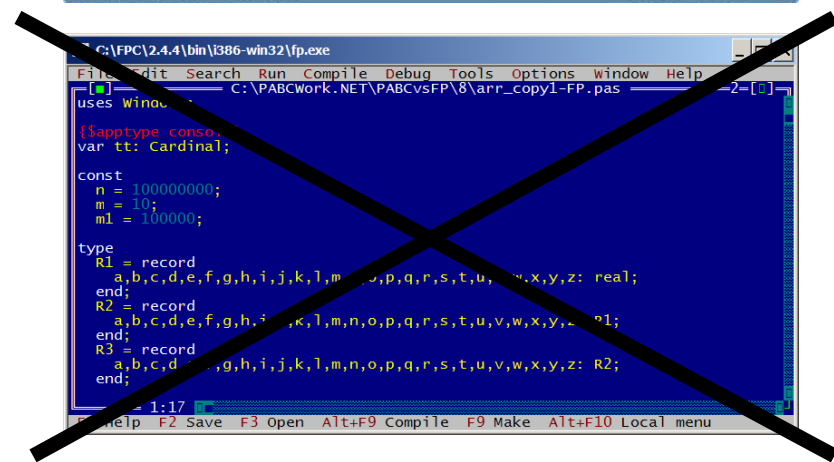 C:\FPC\2.4.4\bin\i386-win32\fp.exe
File Edit Search Run Compile Debug Tools Options Window Help
[■] C:\PABCWork.NET\PABCvsFP\8\arr_copy1-FP.pas 2=[▯]
uses
{$apptype
var tt: Cardinal;
const
n = 100000000;
m = 10;
m1 = 100000;
type
R1 = record
a,b,c,d,e,f,g,h,i,j,k,l,m, ,o,p,q,r,s,t,u, ,w,x,y,z: real;
end;
R2 = record
a,b,c,d,e,f,g,h,i, ,k,l,m,n,o,p,q,r,s,t,u,v,w,x,y,z: R1;
end;
R3 = record
a,b,c,d,e, ,g,h,i,j,k,l,m,n,o,p,q,r,s,t,u,v,w,x,y,z: R2;
end;
1:17
Help F2 Save F3 Open Alt+F9 Compile F9 Make Alt+F10 Local menu